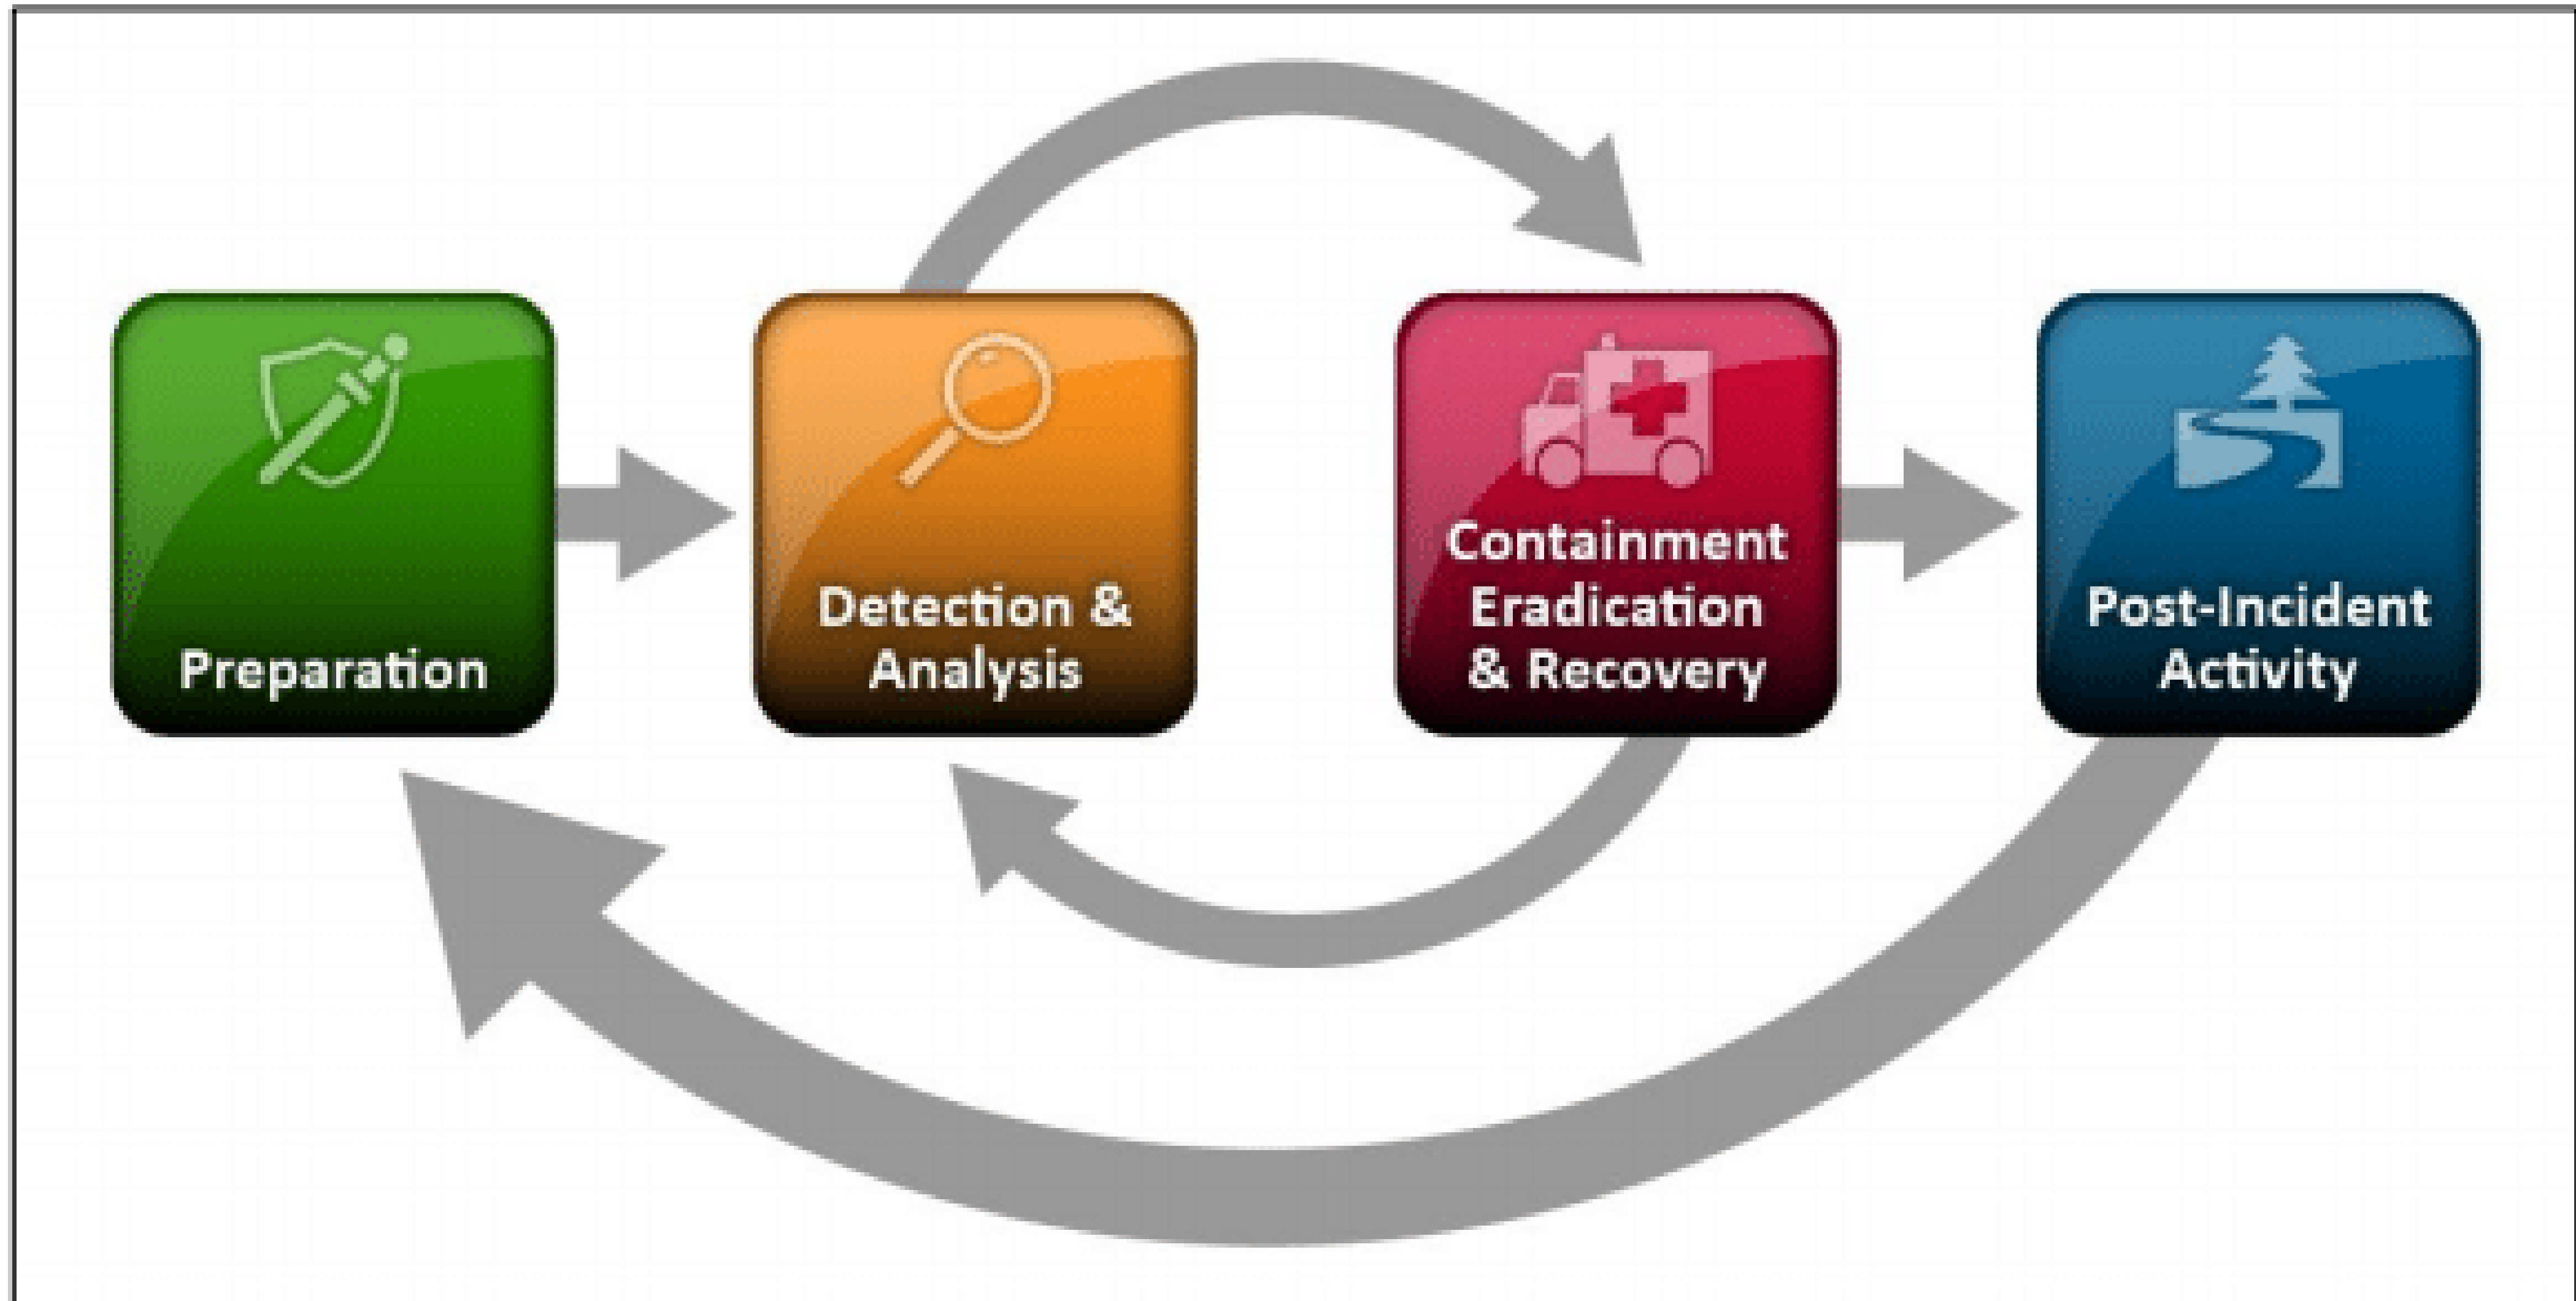 Preparation
Detection &
Analysis
Containment
Eradication
& Recovery
Post-Incident
Activity